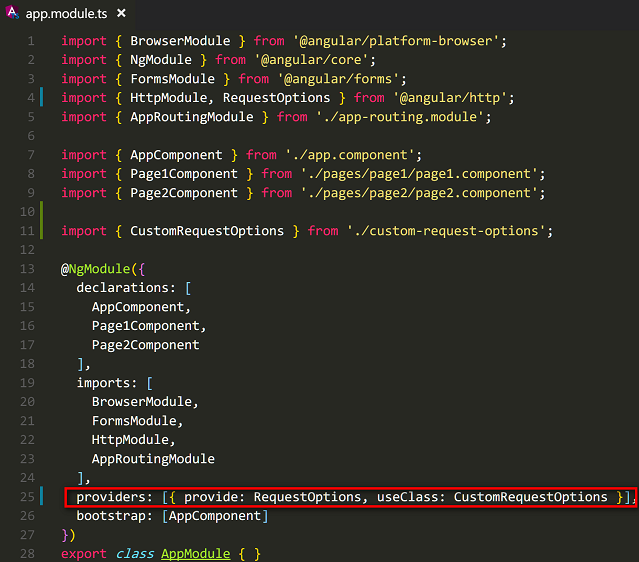 app.module.ts ×
1 import { BrowserModule } from '@angular/platform-browser';
2 import { NgModule } from '@angular/core';
3 import { FormsModule } from '@angular/forms';
4 import { HttpModule, RequestOptions } from '@angular/http';
5 import { AppRoutingModule } from './app-routing.module';
6
7 import { AppComponent } from './app.component';
8 import { Page1Component } from './pages/page1/page1.component';
9 import { Page2Component } from './pages/page2/page2.component';
10
11 import { CustomRequestOptions } from './custom-request-options';
12
13 @NgModule({
14   declarations: [
15     AppComponent,
16     Page1Component,
17     Page2Component
18   ],
19   imports: [
20     BrowserModule,
21     FormsModule,
22     HttpModule,
23     AppRoutingModule
24   ],
25   providers: [{ provide: RequestOptions, useClass: CustomRequestOptions }],
26   bootstrap: [AppComponent]
27 })
28 export class AppModule { }